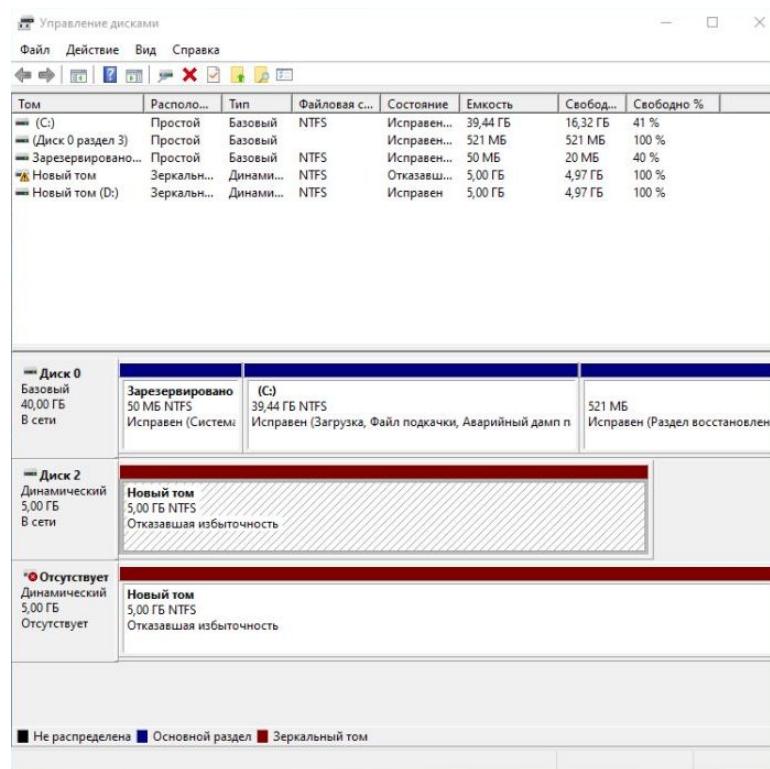 Управление дисками
Файл Действие Вид Справка
Том Располо... Тип Файловая с... Состояние Емкость Свобод... Свободно %
(C:) Простой Базовый NTFS Исправен... 39,44 ГБ 16,32 ГБ 41 %
(Диск 0 раздел 3) Простой Базовый Исправен... 521 МБ 521 МБ 100 %
Зарезервировано... Простой Базовый NTFS Исправен... 50 МБ 20 МБ 40 %
Новый том Зеркальн... Динами... NTFS Отказавш... 5,00 ГБ 4,97 ГБ 100 %
Новый том (D:) Зеркальн... Динами... NTFS Исправен 5,00 ГБ 4,97 ГБ 100 %
Диск 0
Базовый
40,00 ГБ
В сети
Зарезервировано
50 МБ NTFS
Исправен (Система
(C:)
39,44 ГБ NTFS
Исправен (Загрузка, Файл подкачки, Аварийный дамп п
521 МБ
Исправен (Раздел восстановлен
Диск 2
Динамический
5,00 ГБ
В сети
Новый том
5,00 ГБ NTFS
Отказавшая избыточность
Отсутствует
Динамический
5,00 ГБ
Отсутствует
Новый том
5,00 ГБ NTFS
Отказавшая избыточность
Не распределена Основной раздел Зеркальный том